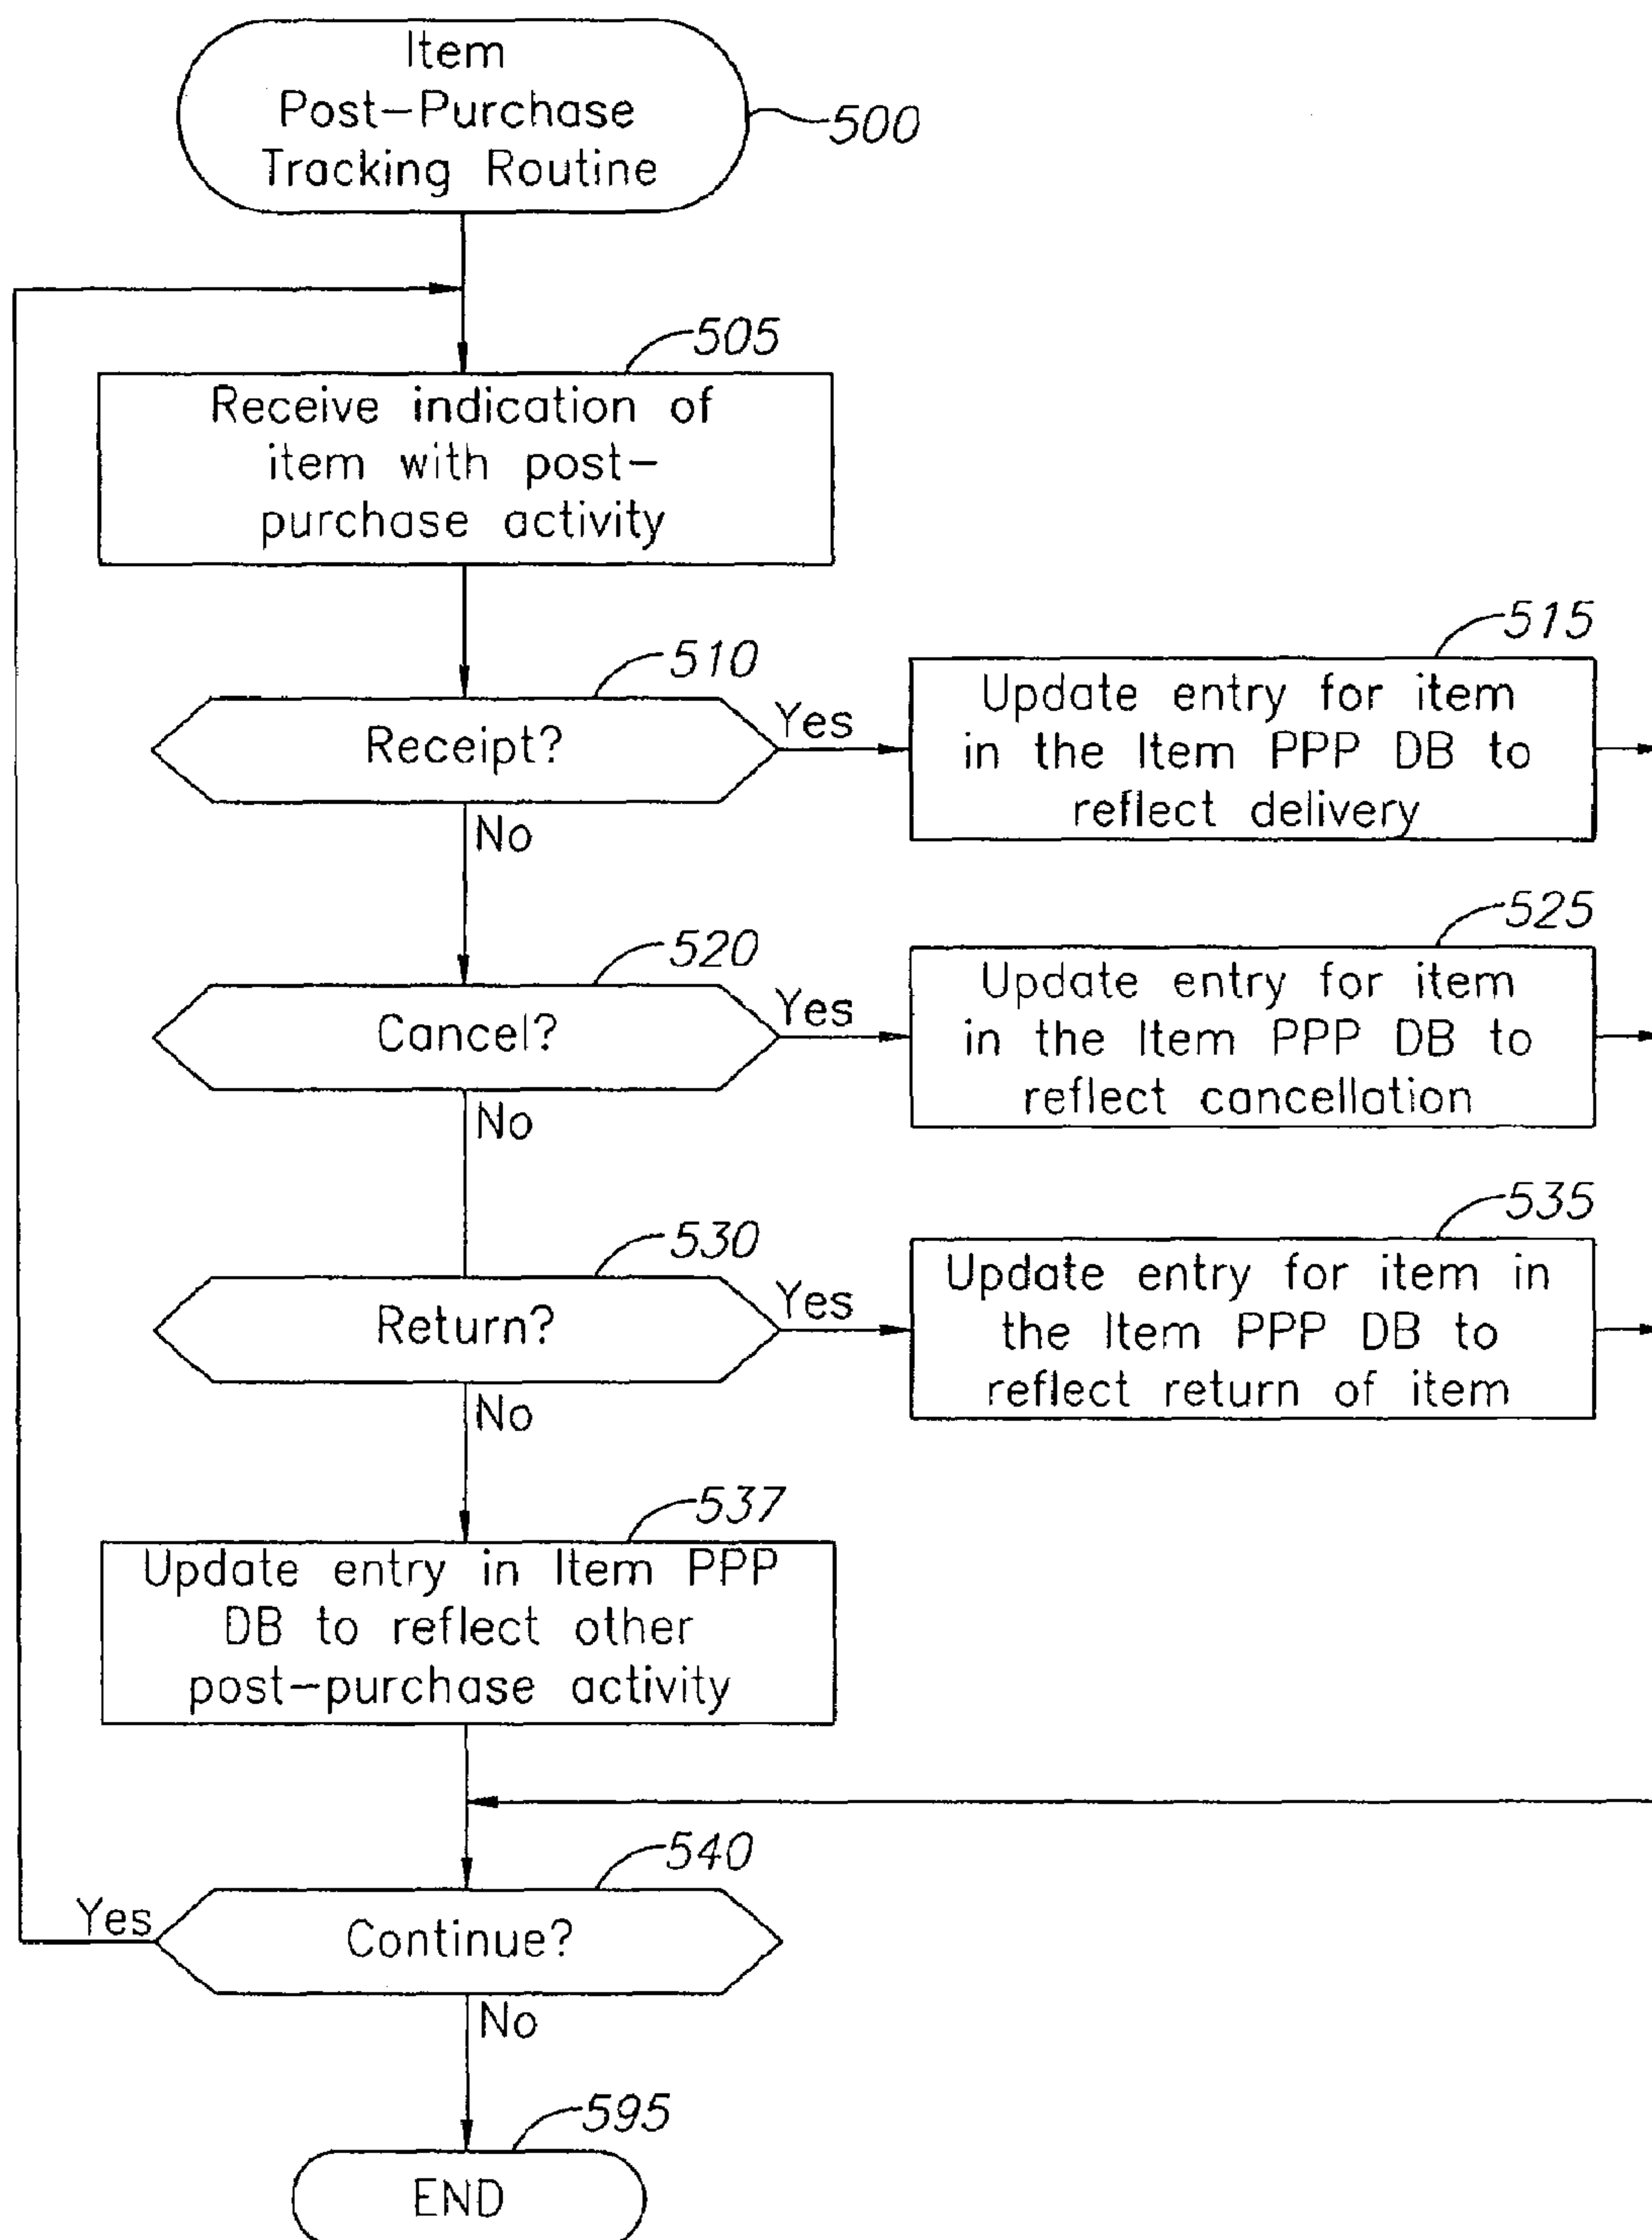 Item
Post-Purchase
Tracking Routine
500
505
Receive indication of
item with post-
purchase activity
510
Receipt?
Yes
No
515
Update entry for item
in the Item PPP DB to
reflect delivery
520
Cancel?
Yes
No
525
Update entry for item
in the Item PPP DB to
reflect cancellation
530
Return?
Yes
No
535
Update entry for item in
the Item PPP DB to
reflect return of item
537
Update entry in Item PPP
DB to reflect other
post-purchase activity
540
Yes
Continue?
No
595
END